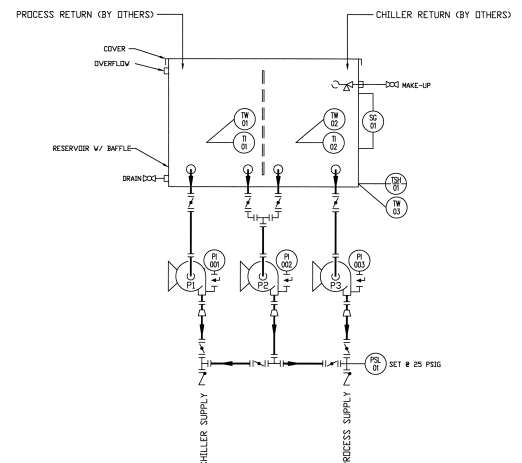 PROCESS RETURN (BY OTHERS)
CHILLER RETURN (BY OTHERS)
COVER
OVERFLOW
MAKE-UP
TW
01
TW
02
SG
01
TI
01
TI
02
RESERVOIR W/ BAFFLE
DRAIN
TSH
01
TW
03
PI
001
PI
002
PI
003
P1
P2
P3
PSL
01
SET @ 25 PSIG
CHILLER SUPPLY
PROCESS SUPPLY